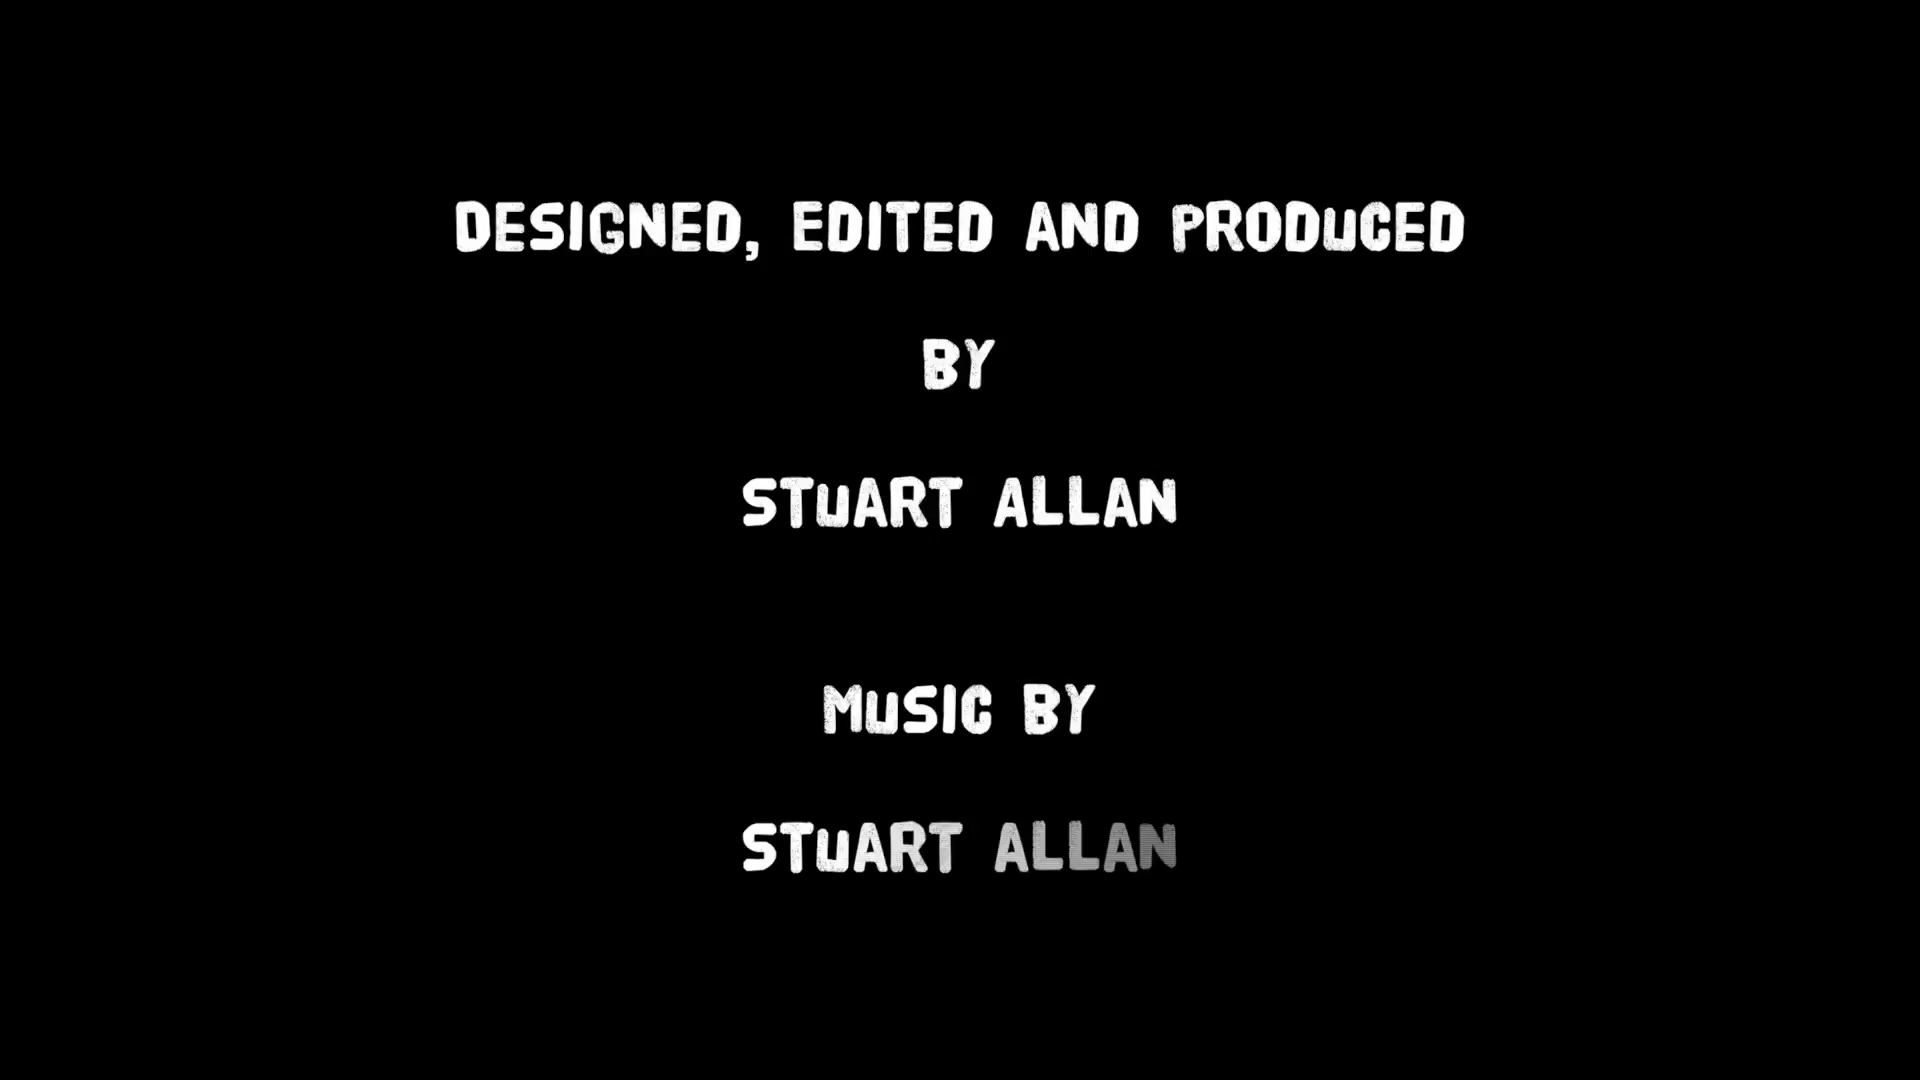 DESIGNED, EDITED AND PRODUCED
BY
STUART ALLAN
MUSIC BY
STUART ALLAN